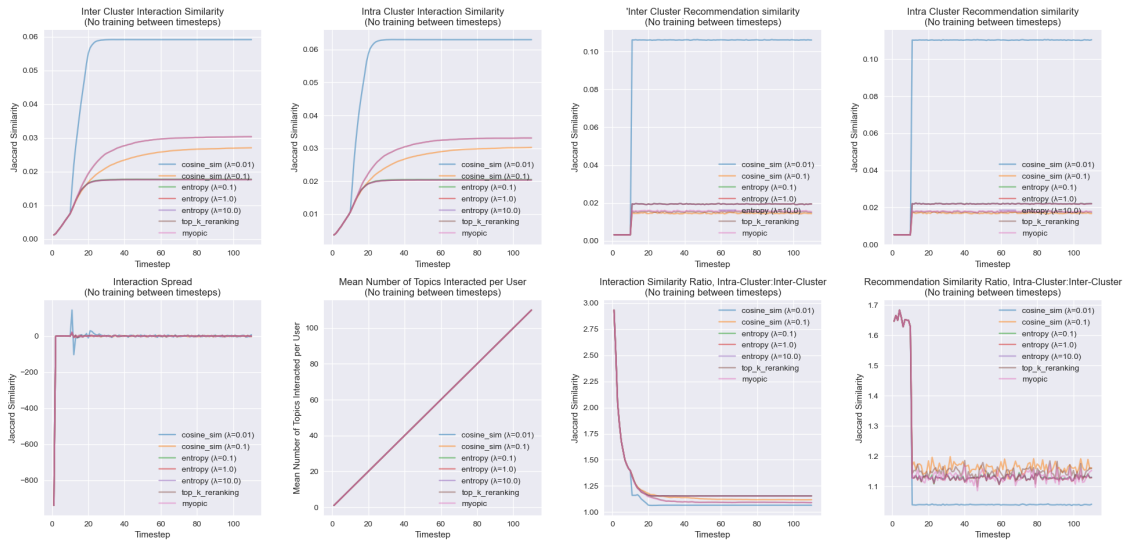 Inter Cluster Interaction Similarity
(No training between timesteps)
Jaccard Similarity
0.06
0.05
0.04
0.03
0.02
0.01
0.00
0 20 40 60 80 100
Timestep
cosine_sim (λ=0.01)
cosine_sim (λ=0.1)
entropy (λ=0.1)
entropy (λ=1.0)
entropy (λ=10.0)
top_k_reranking
myopic
Intra Cluster Interaction Similarity
(No training between timesteps)
Jaccard Similarity
0.06
0.05
0.04
0.03
0.02
0.01
0 20 40 60 80 100
Timestep
cosine_sim (λ=0.01)
cosine_sim (λ=0.1)
entropy (λ=0.1)
entropy (λ=1.0)
entropy (λ=10.0)
top_k_reranking
myopic
'Inter Cluster Recommendation similarity
(No training between timesteps)
Jaccard Similarity
0.10
0.08
0.06
0.04
0.02
0.00
0 20 40 60 80 100
Timestep
cosine_sim (λ=0.01)
cosine_sim (λ=0.1)
entropy (λ=0.1)
entropy (λ=1.0)
entropy (λ=10.0)
top_k_reranking
myopic
Intra Cluster Recommendation similarity
(No training between timesteps)
Jaccard Similarity
0.10
0.08
0.06
0.04
0.02
0.00
0 20 40 60 80 100
Timestep
cosine_sim (λ=0.01)
cosine_sim (λ=0.1)
entropy (λ=0.1)
entropy (λ=1.0)
entropy (λ=10.0)
top_k_reranking
myopic
Interaction Spread
(No training between timesteps)
Jaccard Similarity
0
−200
−400
−600
−800
0 20 40 60 80 100
Timestep
cosine_sim (λ=0.01)
cosine_sim (λ=0.1)
entropy (λ=0.1)
entropy (λ=1.0)
entropy (λ=10.0)
top_k_reranking
myopic
Mean Number of Topics Interacted per User
(No training between timesteps)
Mean Number of Topics Interacted per User
100
80
60
40
20
0
0 20 40 60 80 100
Timestep
cosine_sim (λ=0.01)
cosine_sim (λ=0.1)
entropy (λ=0.1)
entropy (λ=1.0)
entropy (λ=10.0)
top_k_reranking
myopic
Interaction Similarity Ratio, Intra-Cluster:Inter-Cluster
(No training between timesteps)
Jaccard Similarity
3.00
2.75
2.50
2.25
2.00
1.75
1.50
1.25
1.00
0 20 40 60 80 100
Timestep
cosine_sim (λ=0.01)
cosine_sim (λ=0.1)
entropy (λ=0.1)
entropy (λ=1.0)
entropy (λ=10.0)
top_k_reranking
myopic
Recommendation Similarity Ratio, Intra-Cluster:Inter-Cluster
(No training between timesteps)
Jaccard Similarity
1.7
1.6
1.5
1.4
1.3
1.2
1.1
0 20 40 60 80 100
Timestep
cosine_sim (λ=0.01)
cosine_sim (λ=0.1)
entropy (λ=0.1)
entropy (λ=1.0)
entropy (λ=10.0)
top_k_reranking
myopic